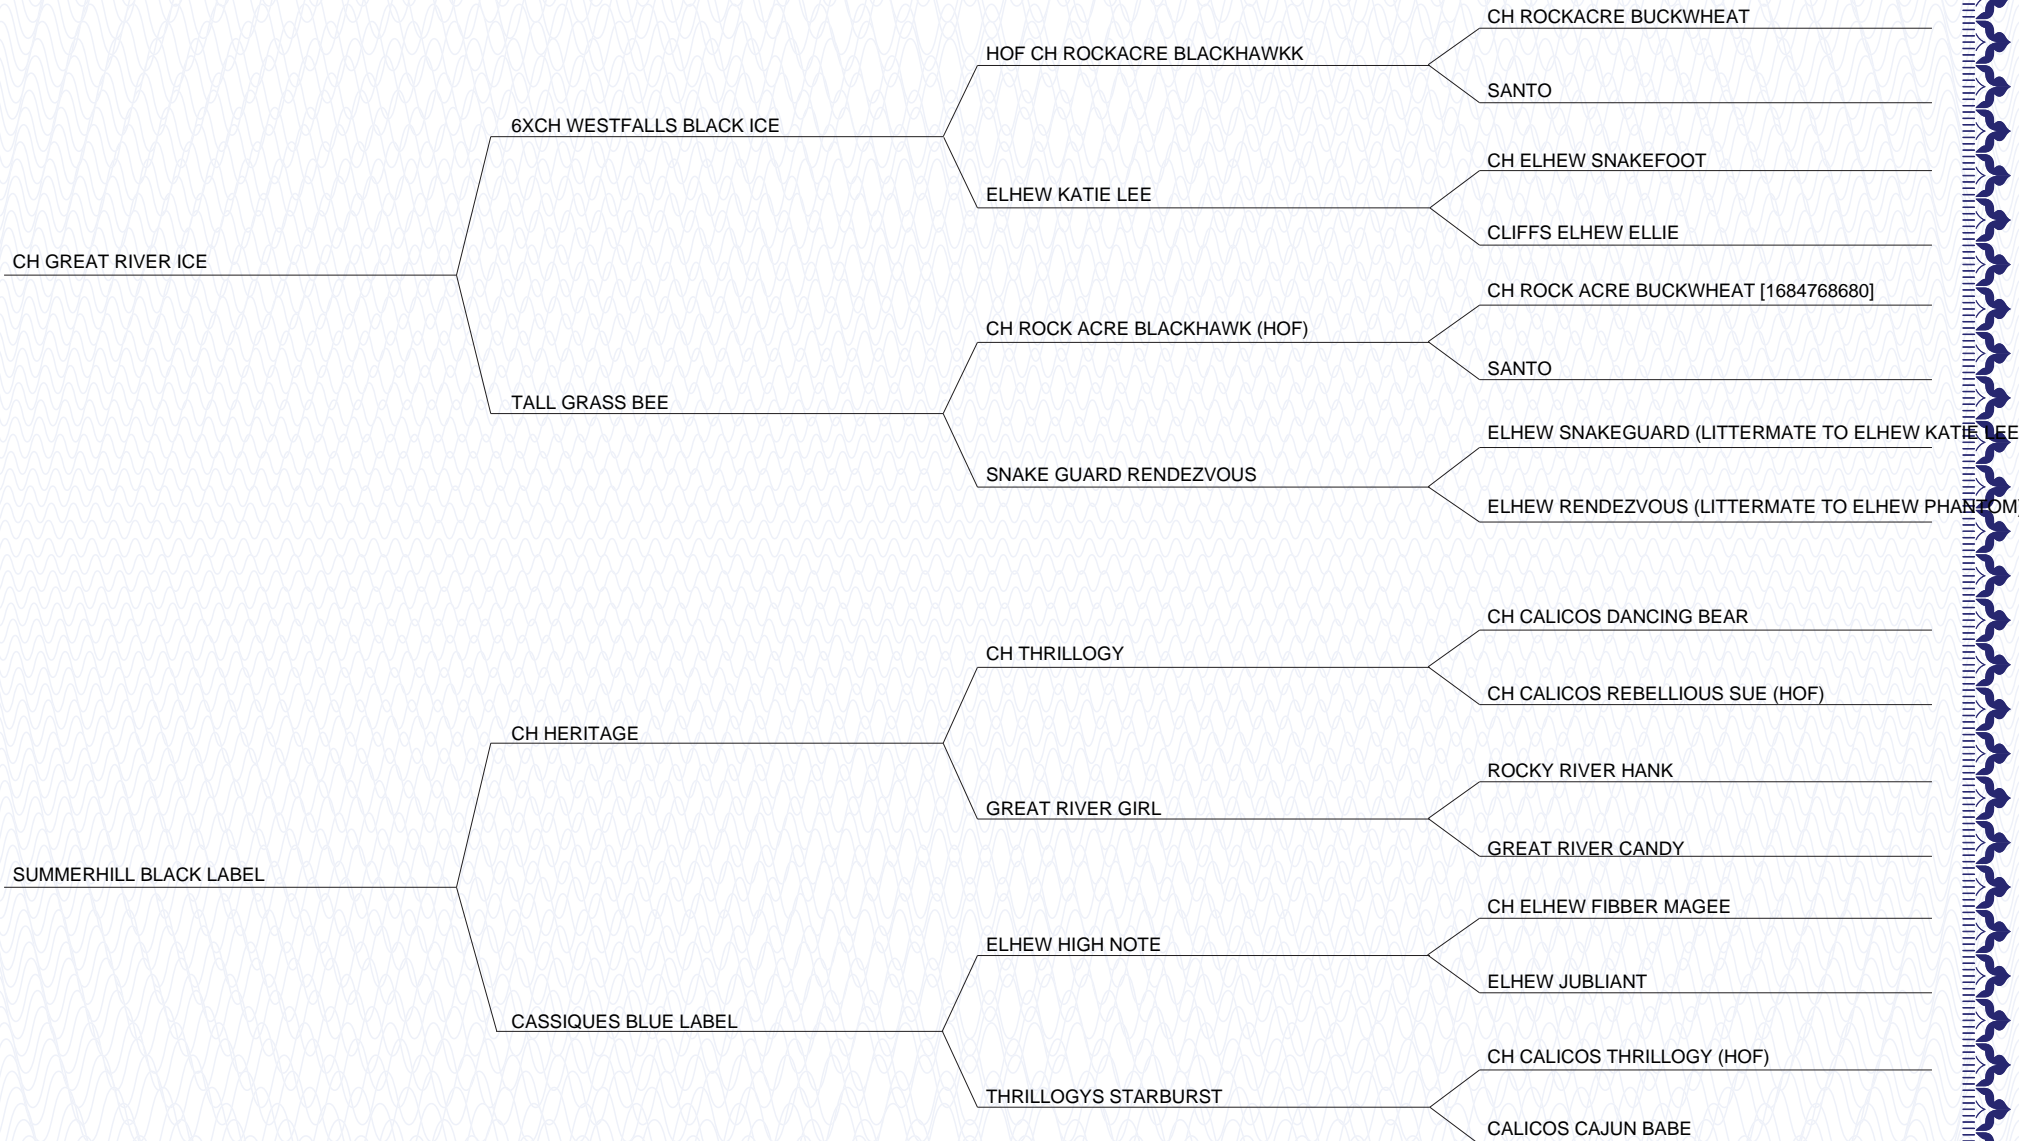 CH ROCKACRE BUCKWHEAT
HOF CH ROCKACRE BLACKHAWKK
SANTO
6XCH WESTFALLS BLACK ICE
CH ELHEW SNAKEFOOT
ELHEW KATIE LEE
CLIFFS ELHEW ELLIE
CH GREAT RIVER ICE
CH ROCK ACRE BUCKWHEAT [1684768680]
CH ROCK ACRE BLACKHAWK (HOF)
SANTO
TALL GRASS BEE
ELHEW SNAKEGUARD (LITTERMATE TO ELHEW KATIE LEE
SNAKE GUARD RENDEZVOUS
ELHEW RENDEZVOUS (LITTERMATE TO ELHEW PHANTOM)
CH CALICOS DANCING BEAR
CH THRILLOGY
CH CALICOS REBELLIOUS SUE (HOF)
CH HERITAGE
ROCKY RIVER HANK
GREAT RIVER GIRL
GREAT RIVER CANDY
SUMMERHILL BLACK LABEL
CH ELHEW FIBBER MAGEE
ELHEW HIGH NOTE
ELHEW JUBLIANT
CASSIQUES BLUE LABEL
CH CALICOS THRILLOGY (HOF)
THRILLOGYS STARBURST
CALICOS CAJUN BABE